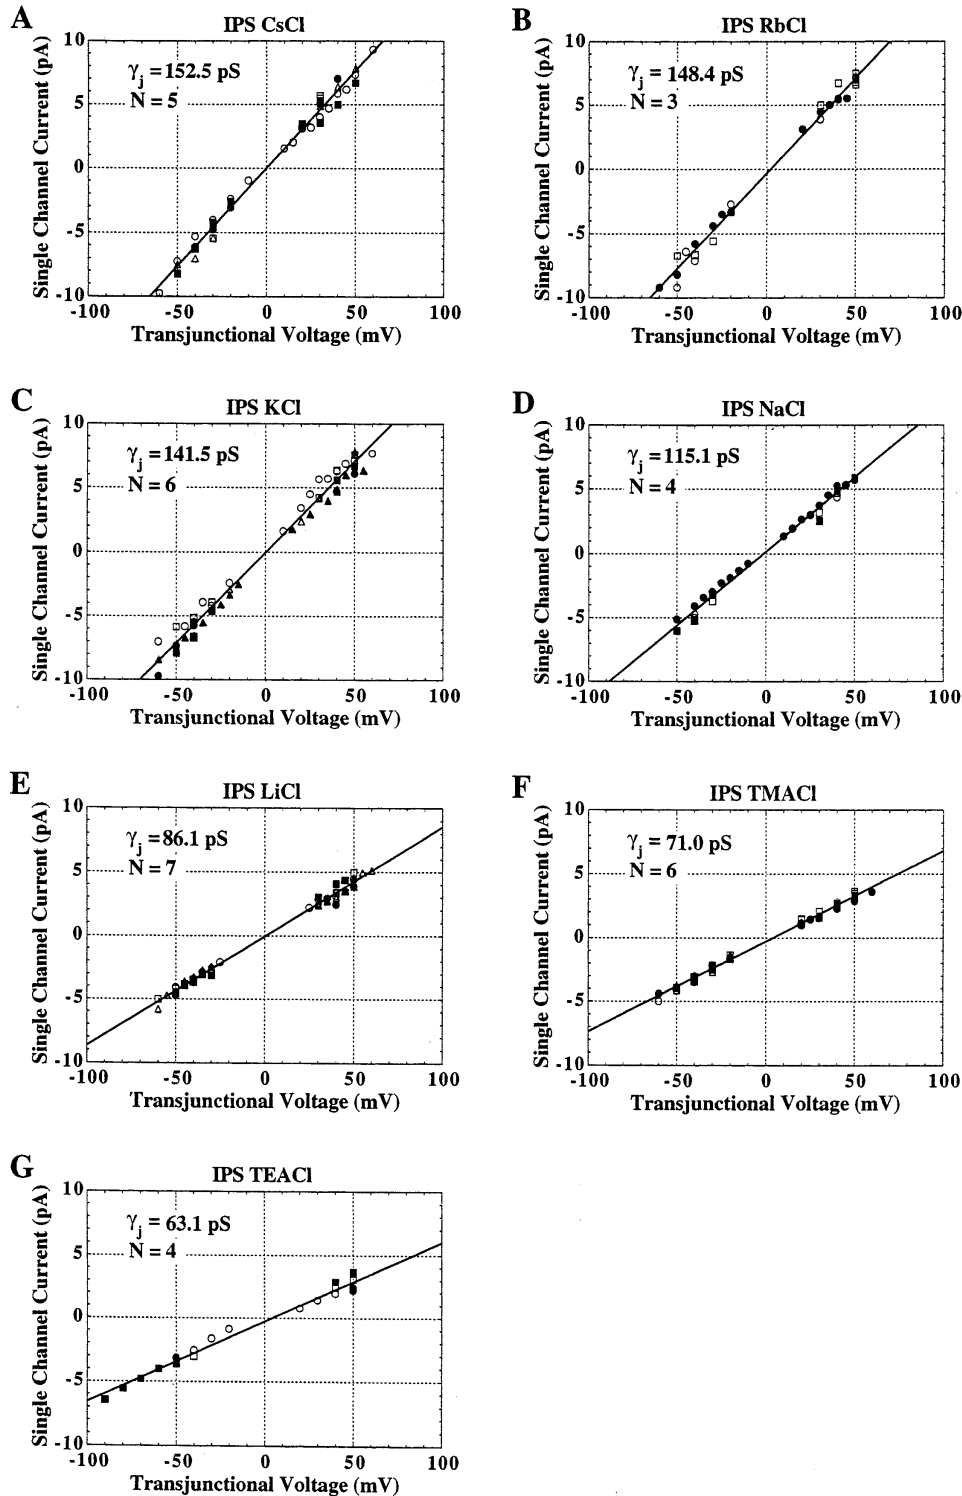 A
IPS CsCl
Single Channel Current (pA)
γj = 152.5 pS
N = 5
10
5
0
-5
-10
-100 -50 0 50 100
Transjunctional Voltage (mV)
B
IPS RbCl
Single Channel Current (pA)
γj = 148.4 pS
N = 3
10
5
0
-5
-10
-100 -50 0 50 100
Transjunctional Voltage (mV)
C
IPS KCl
Single Channel Current (pA)
γj = 141.5 pS
N = 6
10
5
0
-5
-10
-100 -50 0 50 100
Transjunctional Voltage (mV)
D
IPS NaCl
Single Channel Current (pA)
γj = 115.1 pS
N = 4
10
5
0
-5
-10
-100 -50 0 50 100
Transjunctional Voltage (mV)
E
IPS LiCl
Single Channel Current (pA)
γj = 86.1 pS
N = 7
10
5
0
-5
-10
-100 -50 0 50 100
Transjunctional Voltage (mV)
F
IPS TMACl
Single Channel Current (pA)
γj = 71.0 pS
N = 6
10
5
0
-5
-10
-100 -50 0 50 100
Transjunctional Voltage (mV)
G
IPS TEACl
Single Channel Current (pA)
γj = 63.1 pS
N = 4
10
5
0
-5
-10
-100 -50 0 50 100
Transjunctional Voltage (mV)